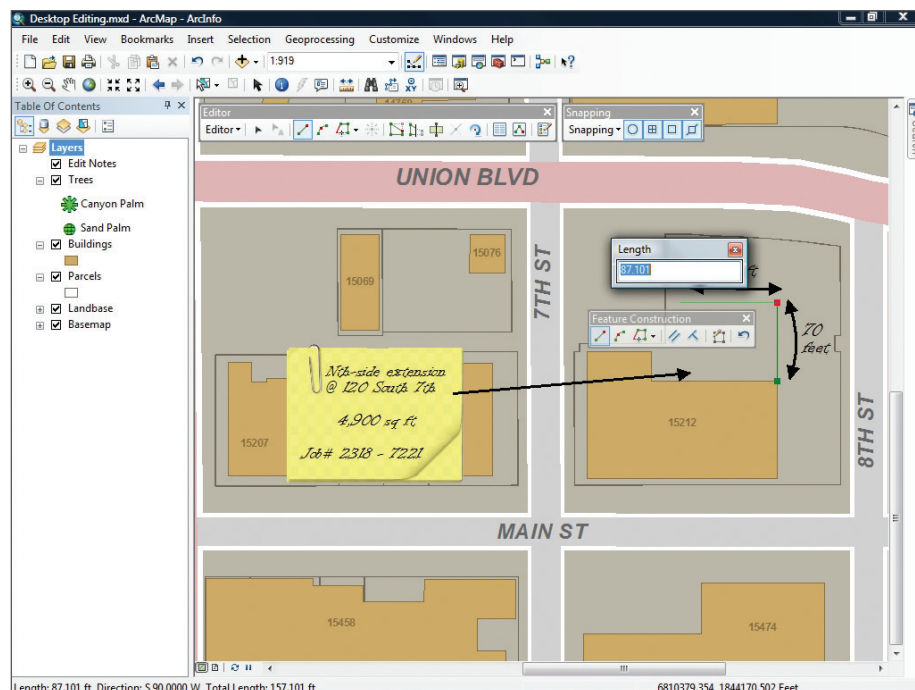 Desktop Editing.mxd - ArcMap - ArcInfo
File Edit View Bookmarks Insert Selection Geoprocessing Customize Windows Help
1:919
Table Of Contents
Layers
Edit Notes
Trees
Canyon Palm
Sand Palm
Buildings
Parcels
Landbase
Basemap
Editor
Editor
Snapping
Snapping
Search
UNION BLVD
15069
15076
7TH ST
Length
87.101
ft
Feature Construction
70
feet
Nth-side extension
@ 120 South 7th
4,900 sq ft
Job# 2318 - 7221
15207
15212
8TH ST
MAIN ST
15458
15474
Length: 87.101 ft, Direction: S 90.0000 W, Total Length: 157.101 ft
6810379.354 1844170.502 Feet